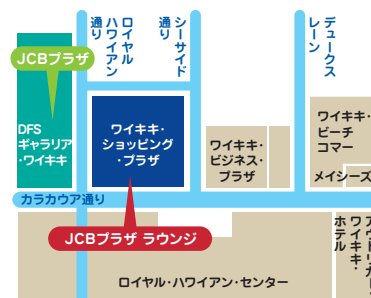 ロイヤル
ハワイアン
通り
シーサイド
通り
デュークス
レーン
JCBプラザ
DFS
ギャラリア
・ワイキキ
ワイキキ・
ショッピング
・プラザ
ワイキキ・
ビジネス・
プラザ
ワイキキ・
ビーチ
コマー
メイシーズ
カラカウア通り
JCBプラザ ラウンジ
ロイヤル・ハワイアン・センター
ワイキキ・
ホテル